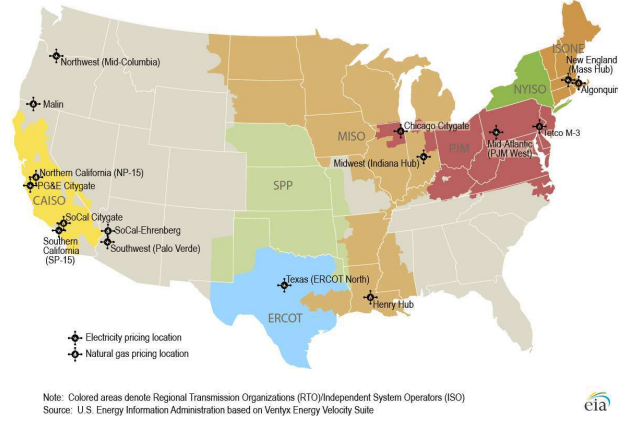 ISONE
New England
(Mass Hub)
Northwest (Mid-Columbia)
Algonquin
NYISO
Malin
Chicago Citygate
MISO
Tetco M-3
PJM
Mid-Atlantic
(PJM West)
Midwest (Indiana Hub)
Northern California (NP-15)
PG&E Citygate
SPP
CAISO
SoCal Citygate
SoCal-Ehrenberg
Southern
California
(SP-15)
Southwest (Palo Verde)
Texas (ERCOT North)
Henry Hub
ERCOT
Electricity pricing location
Natural gas pricing location
Note: Colored areas denote Regional Transmission Organizations (RTO)/Independent System Operators (ISO)
Source: U.S. Energy Information Administration based on Ventyx Energy Velocity Suite
eia